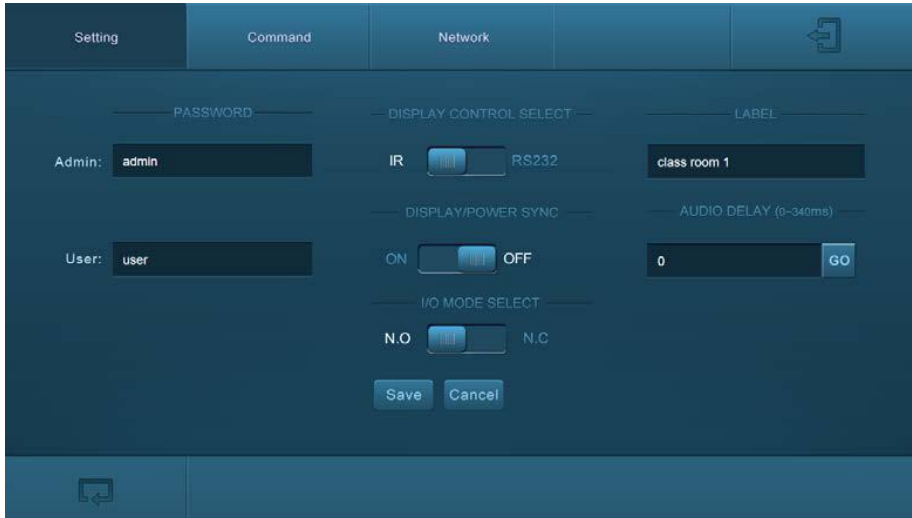 Setting Command Network
PASSWORD DISPLAY CONTROL SELECT LABEL
Admin: admin IR RS232 class room 1
DISPLAY/POWER SYNC AUDIO DELAY (0~340ms)
User: user ON OFF 0 GO
I/O MODE SELECT
N.O N.C
Save Cancel